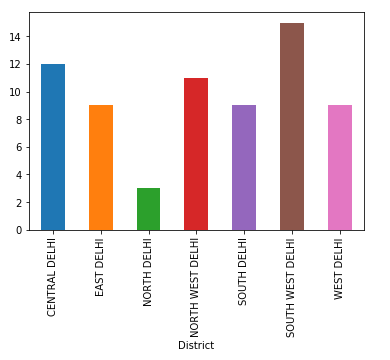 14
12
10
8
6
4
2
0
CENTRAL DELHI
EAST DELHI
NORTH DELHI
NORTH WEST DELHI
SOUTH DELHI
SOUTH WEST DELHI
WEST DELHI
District